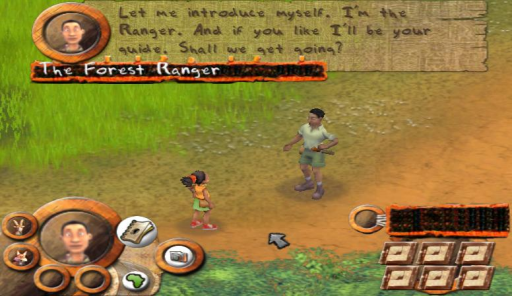 Let me introduce myself. I'm the
Ranger. And if you like I'll be your
guide. Shall we get going?
The Forest Ranger